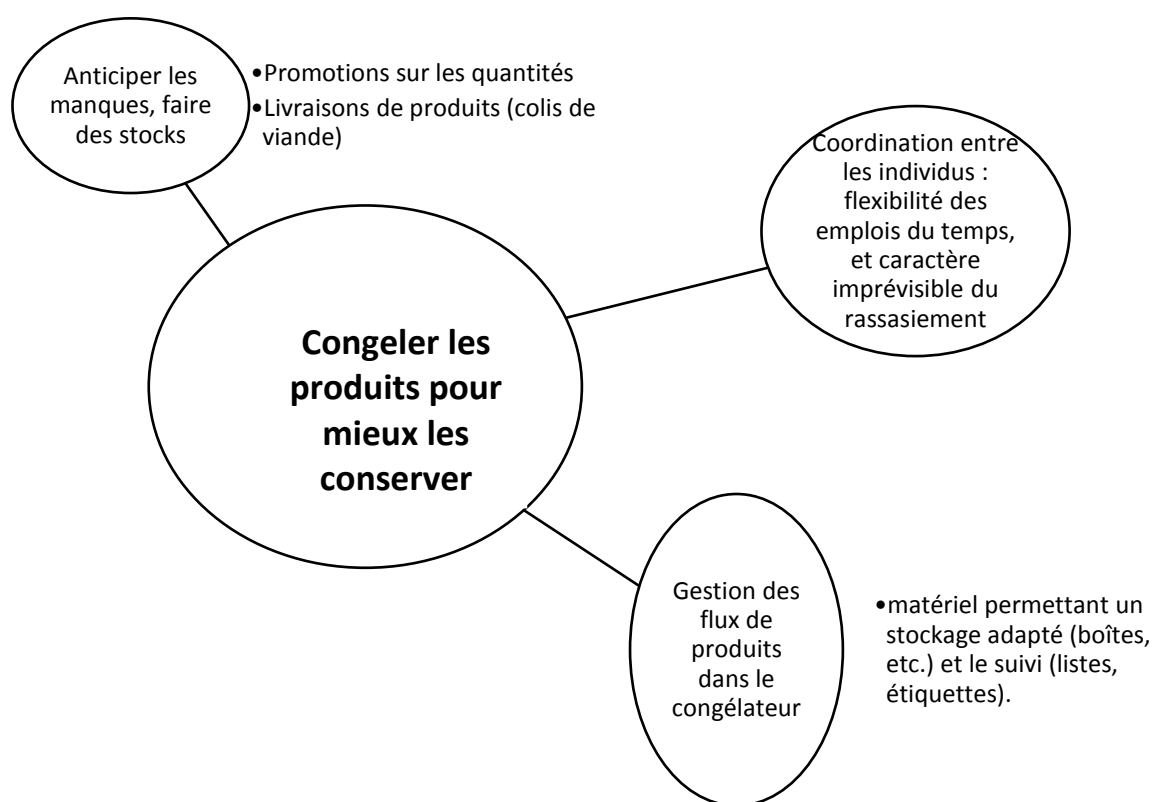 Anticiper les
manques, faire
des stocks
•Promotions sur les quantités
•Livraisons de produits (colis de
viande)
Coordination entre
les individus :
flexibilité des
emplois du temps,
et caractère
imprévisible du
rassasiement
Congeler les
produits pour
mieux les
conserver
Gestion des
flux de
produits
dans le
congélateur
•matériel permettant un
stockage adapté (boîtes,
etc.) et le suivi (listes,
étiquettes).